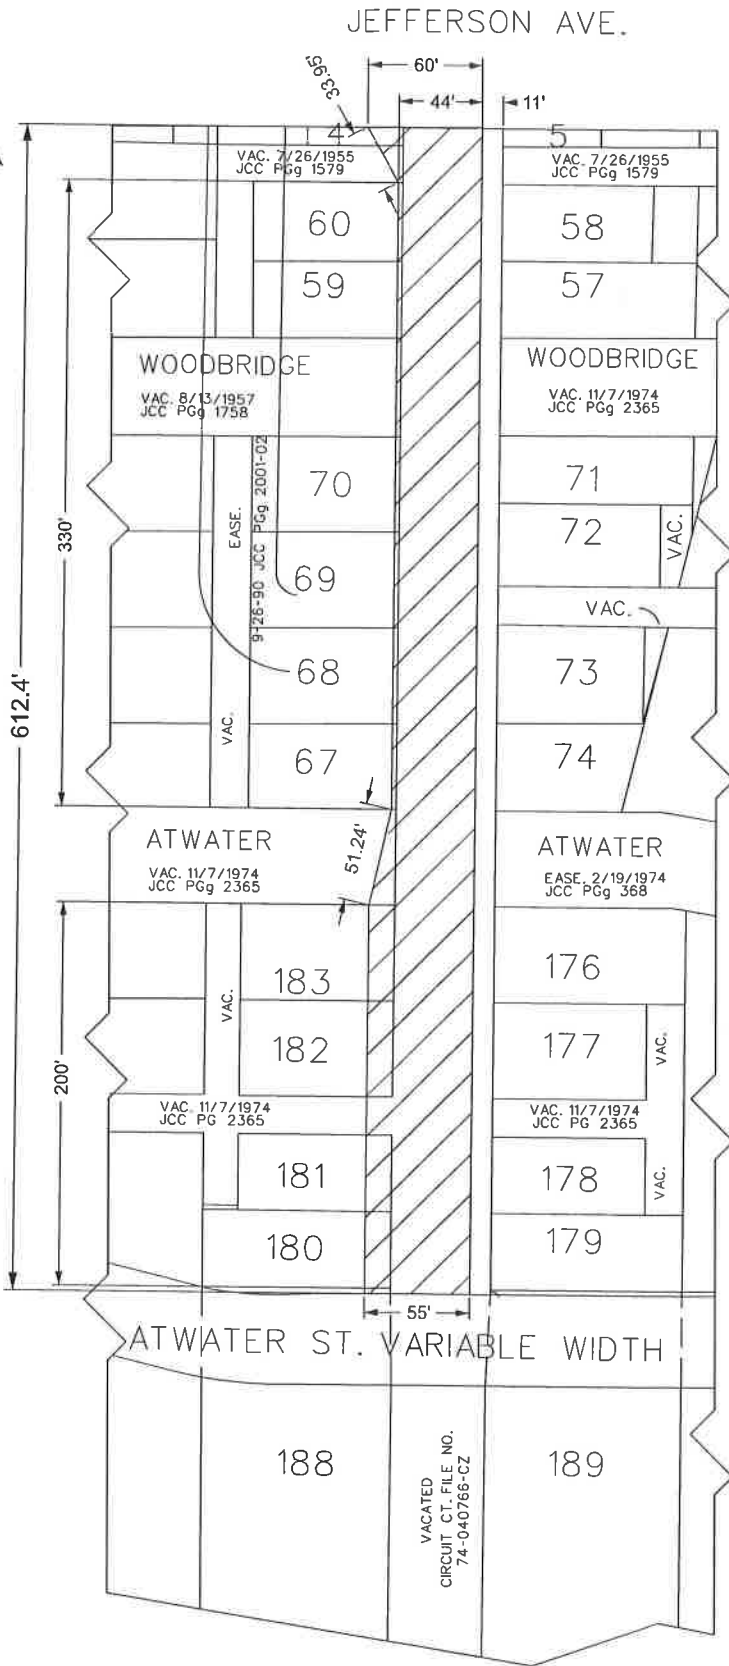 JEFFERSON AVE.
60'
33.95'
44'
11'
4
5
VAC. 7/26/1955
JCC PGg 1579
VAC. 7/26/1955
JCC PGg 1579
60
58
59
57
WOODBRIDGE
VAC. 8/13/1957
JCC PGg 1758
WOODBRIDGE
VAC. 11/7/1974
JCC PGg 2365
70
71
EASE.
9-26-90 JCC PGg 2001-02
72
VAC.
330'
69
VAC.
612.4'
68
73
VAC.
67
74
51.24'
ATWATER
VAC. 11/7/1974
JCC PGg 2365
ATWATER
EASE. 2/19/1974
JCC PGg 368
183
176
VAC.
182
177
VAC.
200'
VAC. 11/7/1974
JCC PG 2365
VAC. 11/7/1974
JCC PG 2365
181
178
VAC.
180
179
55'
ATWATER ST. VARIABLE WIDTH
188
189
VACATED
CIRCUIT CT. FILE NO.
74-040766-CZ